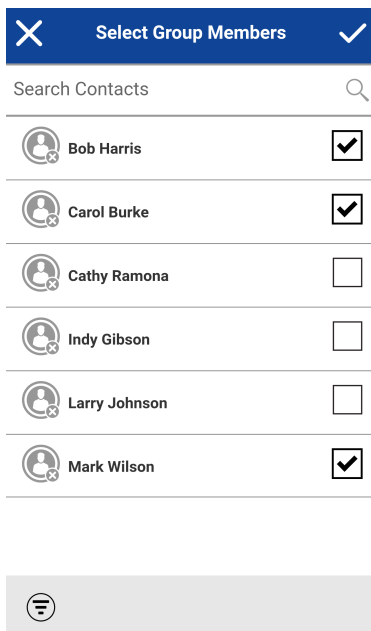 Select Group Members
Search Contacts
Bob Harris
Carol Burke
Cathy Ramona
Indy Gibson
Larry Johnson
Mark Wilson